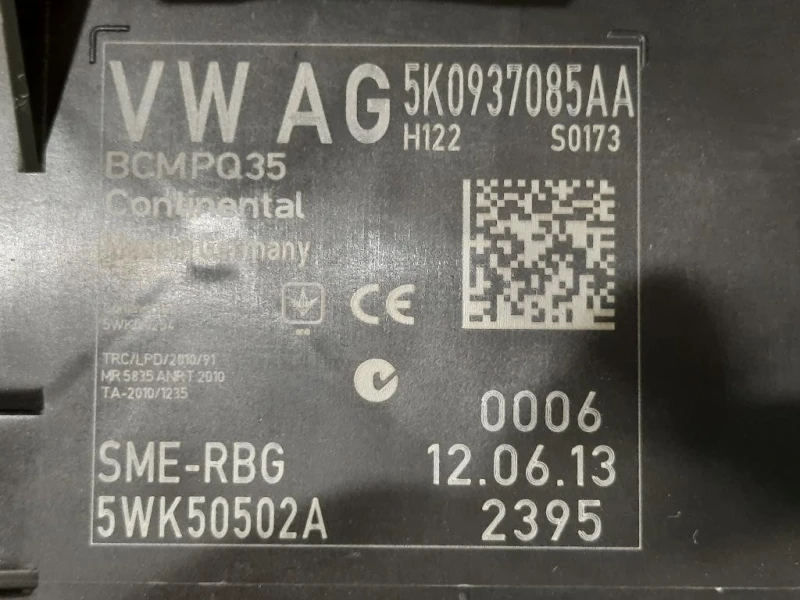 VW AG 5K0937085AA
H122 S0173
BCMPQ35
Continental
Germany
TRC/LPD/2010/91
MR 5835 ANRT 2010
TA-2010/1235
CE
0006
SME-RBG 12.06.13
5WK50502A 2395